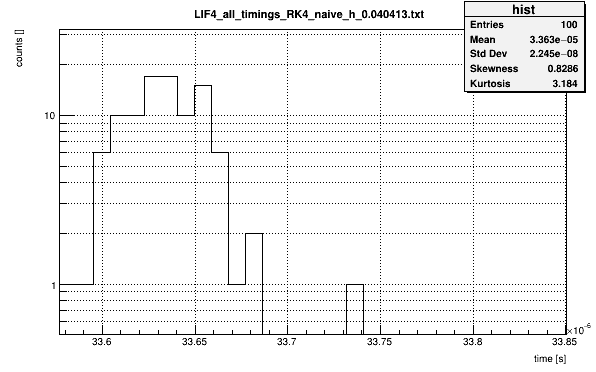 LIF4_all_timings_RK4_naive_h_0.040413.txt
hist
Entries 100
Mean 3.363e−05
Std Dev 2.245e−08
Skewness 0.8286
Kurtosis 3.184
counts []
10
1
33.6 33.65 33.7 33.75 33.8 33.85
×10⁻⁶
time [s]